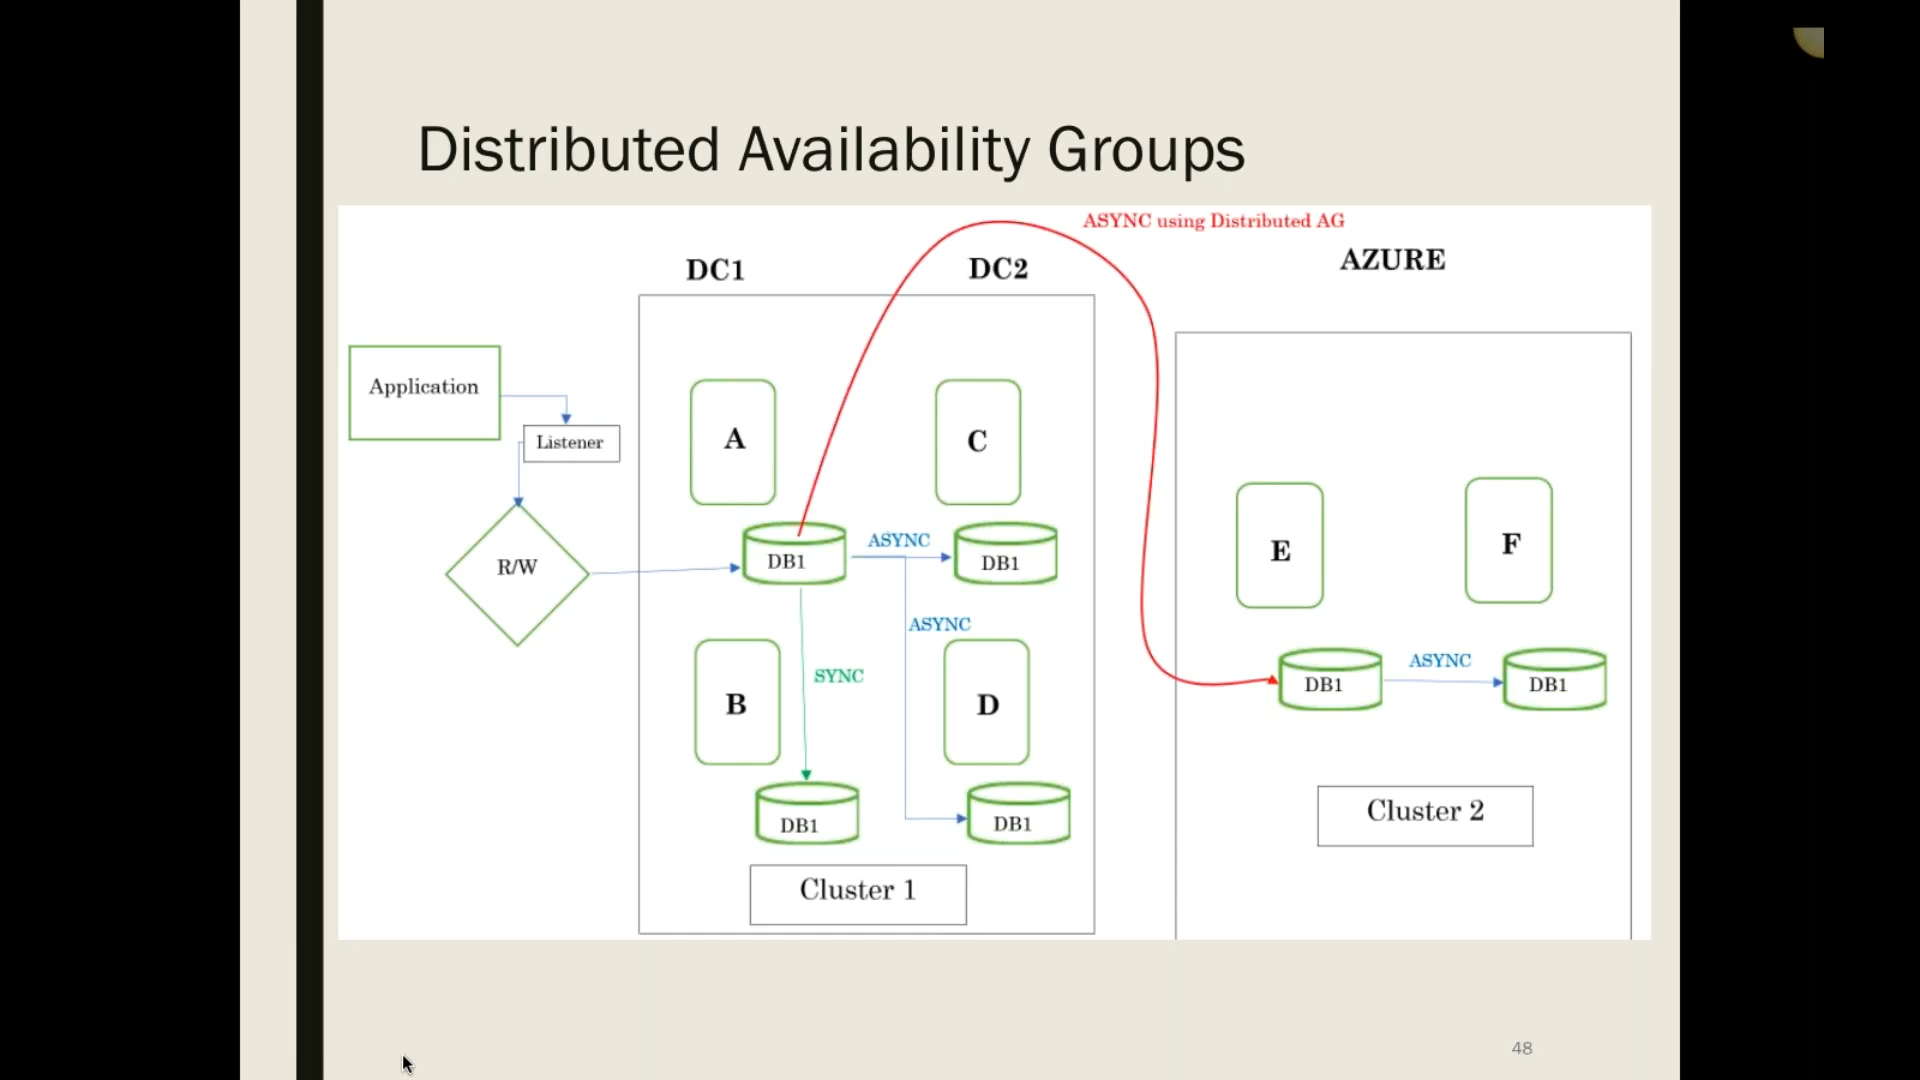 Distributed Availability Groups
ASYNC using Distributed AG
DC1
DC2
AZURE
Application
Listener
R/W
A
C
DB1
ASYNC
DB1
ASYNC
SYNC
B
D
DB1
DB1
Cluster 1
E
F
DB1
ASYNC
DB1
Cluster 2
48